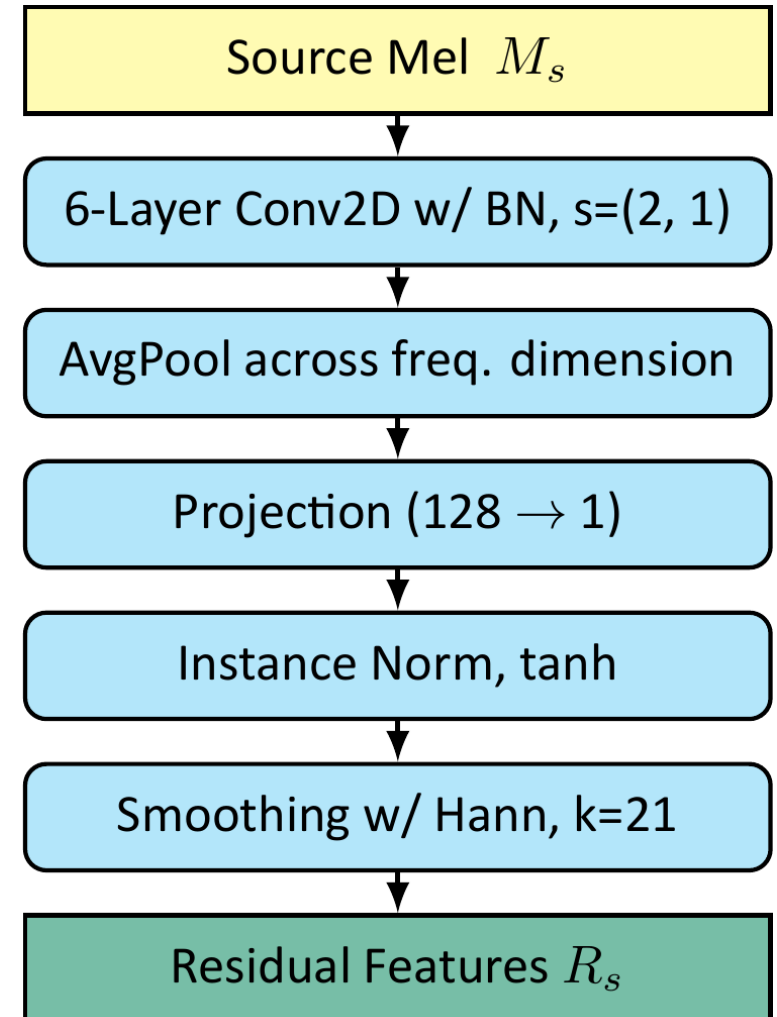 Source Mel M_s
6-Layer Conv2D w/ BN, s=(2, 1)
AvgPool across freq. dimension
Projection (128 → 1)
Instance Norm, tanh
Smoothing w/ Hann, k=21
Residual Features R_s